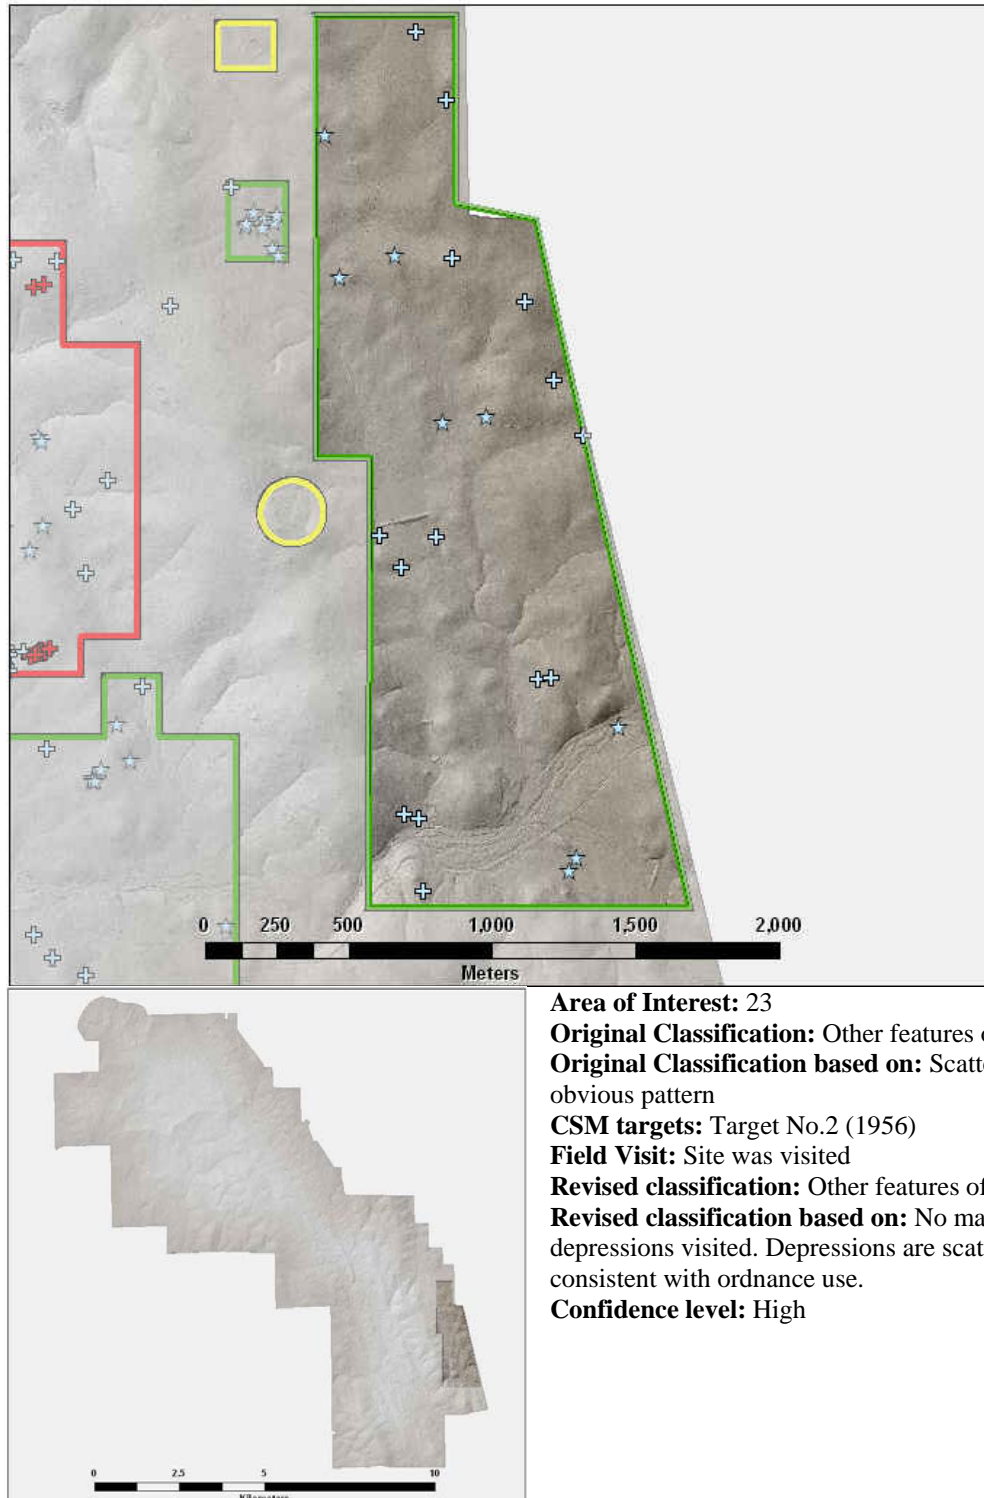 0 250 500 1,000 1,500 2,000
Meters
Area of Interest: 23
Original Classification: Other features
Original Classification based on:
obvious pattern
CSM targets: Target No.2 (1956)
Field Visit: Site was visited
Revised classification: Other features of
Revised classification based on: No
depressions visited. Depressions are
consistent with ordnance use.
Confidence level: High
0 2.5 5 10
Kilometers